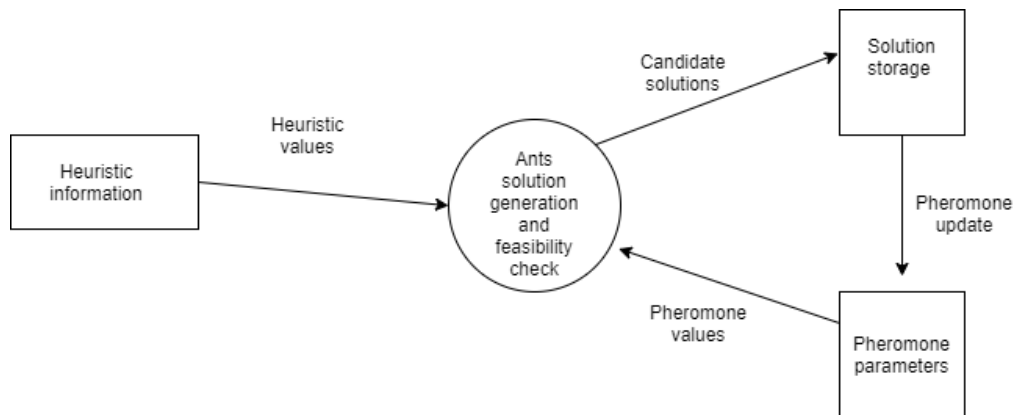 Heuristic
information
Heuristic
values
Ants
solution
generation
and
feasibility
check
Candidate
solutions
Solution
storage
Pheromone
update
Pheromone
values
Pheromone
parameters